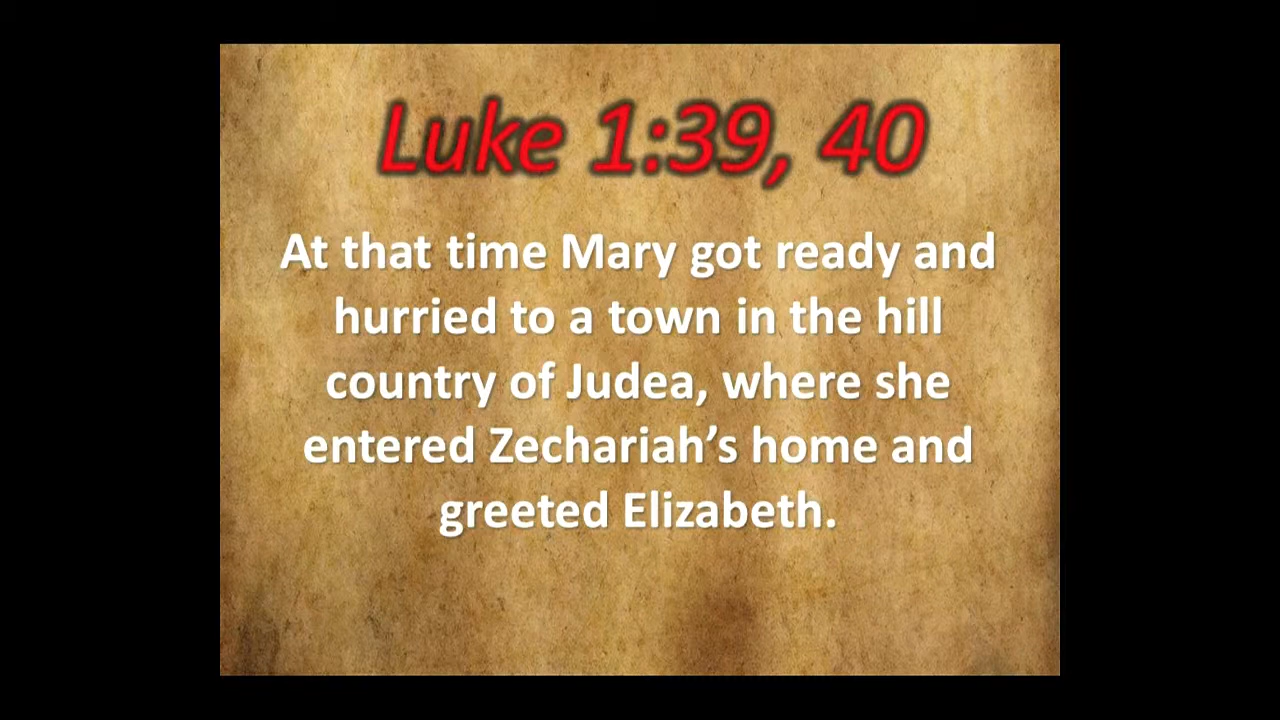 Luke 1:39, 40
At that time Mary got ready and
hurried to a town in the hill
country of Judea, where she
entered Zechariah’s home and
greeted Elizabeth.